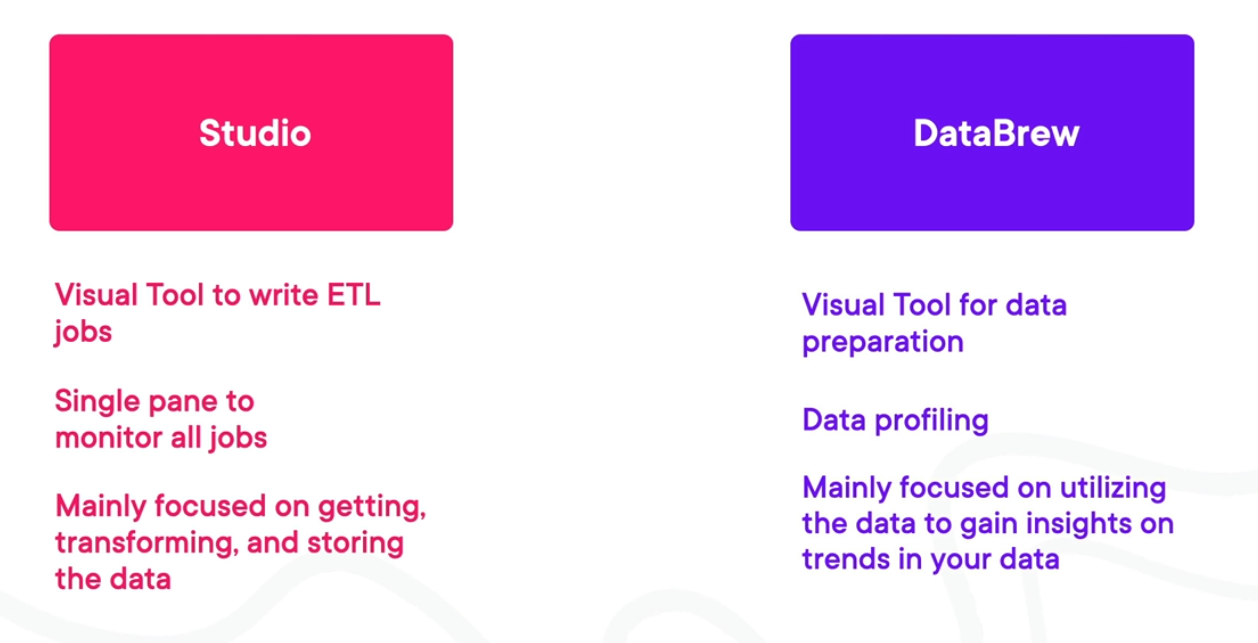 Studio
Visual Tool to write ETL
jobs
Single pane to
monitor all jobs
Mainly focused on getting,
transforming, and storing
the data
DataBrew
Visual Tool for data
preparation
Data profiling
Mainly focused on utilizing
the data to gain insights on
trends in your data